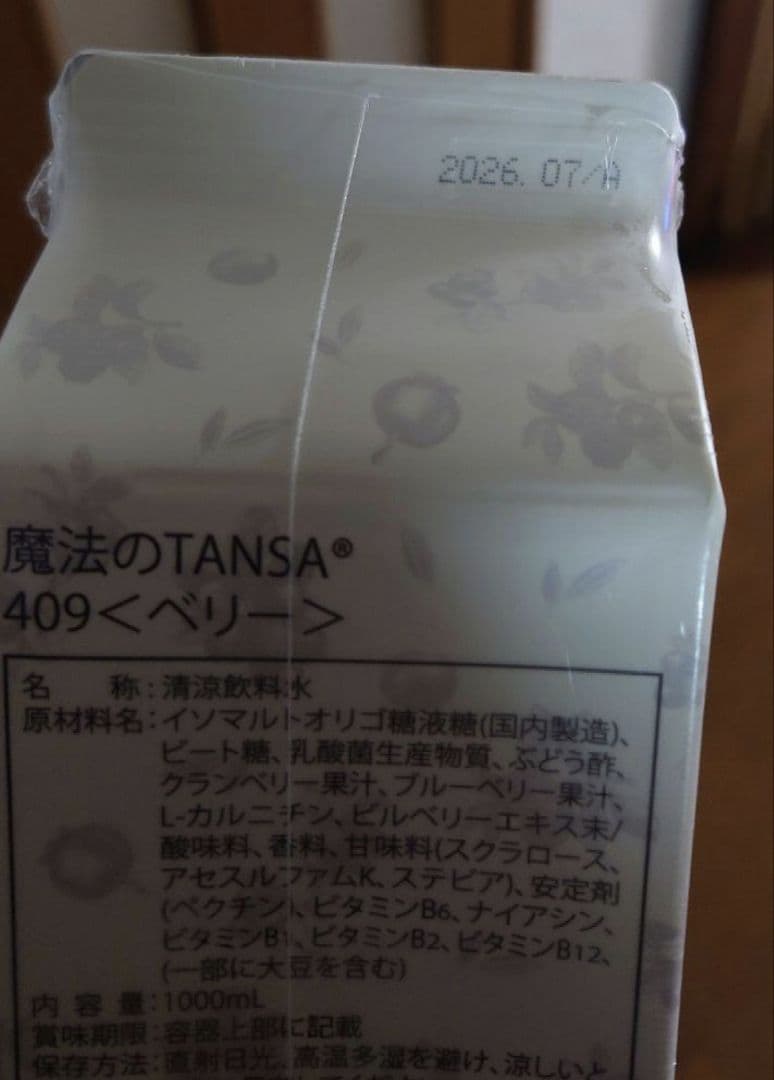 2026. 07/A
魔法のTANSA®
409＜ベリー＞
名　　称：清涼飲料水
原材料名：イソマルトオリゴ糖液糖(国内製造)、
ビート糖、乳酸菌生産物質、ぶどう酢、
クランベリー果汁、ブルーベリー果汁、
L-カルニチン、ビルベリーエキス末/
酸味料、香料、甘味料(スクラロース、
アセスルファムK、ステビア)、安定剤
(ペクチン)、ビタミンB6、ナイアシン、
ビタミンB1、ビタミンB2、ビタミンB12、
(一部に大豆を含む)
内 容 量：1000mL
賞味期限：容器上部に記載
保存方法：直射日光、高温多湿を避け、涼しいと